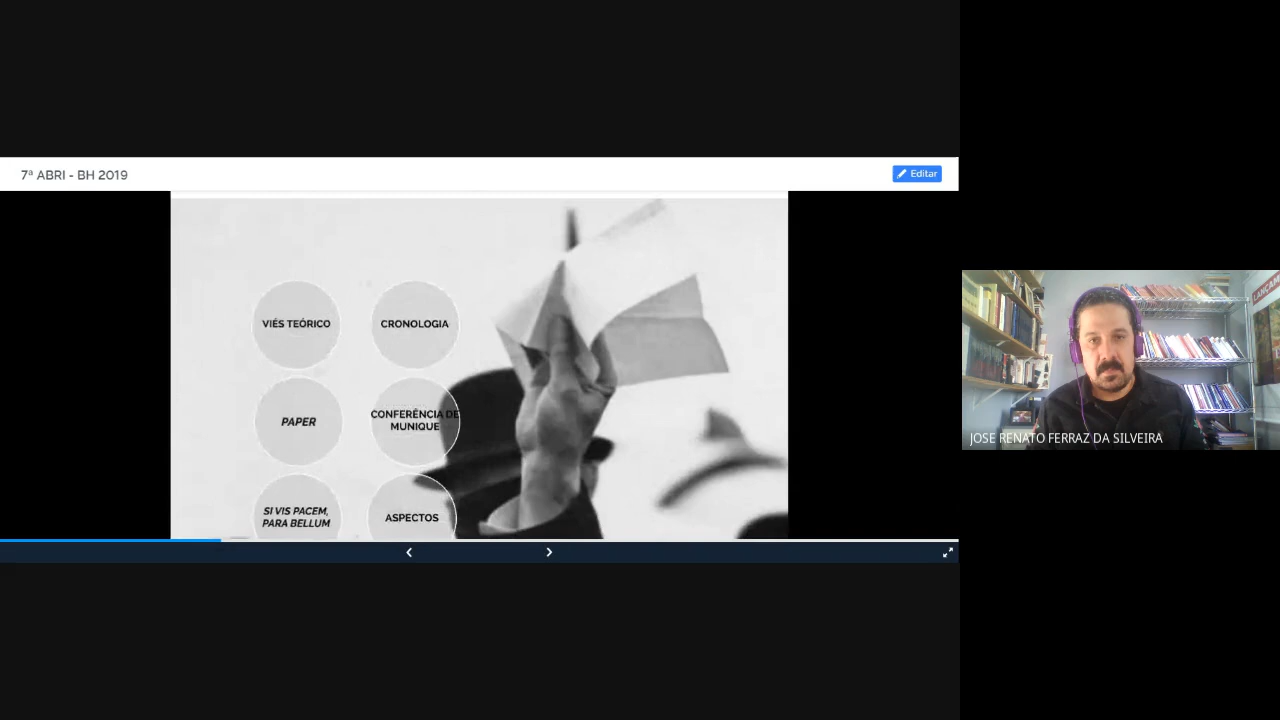 7ª ABRI - BH 2019
Editar
VIÉS TEÓRICO
CRONOLOGIA
PAPER
CONFERÊNCIA DE
MUNIQUE
SI VIS PACEM,
PARA BELLUM
ASPECTOS
JOSE RENATO FERRAZ DA SILVEIRA
LANÇAM